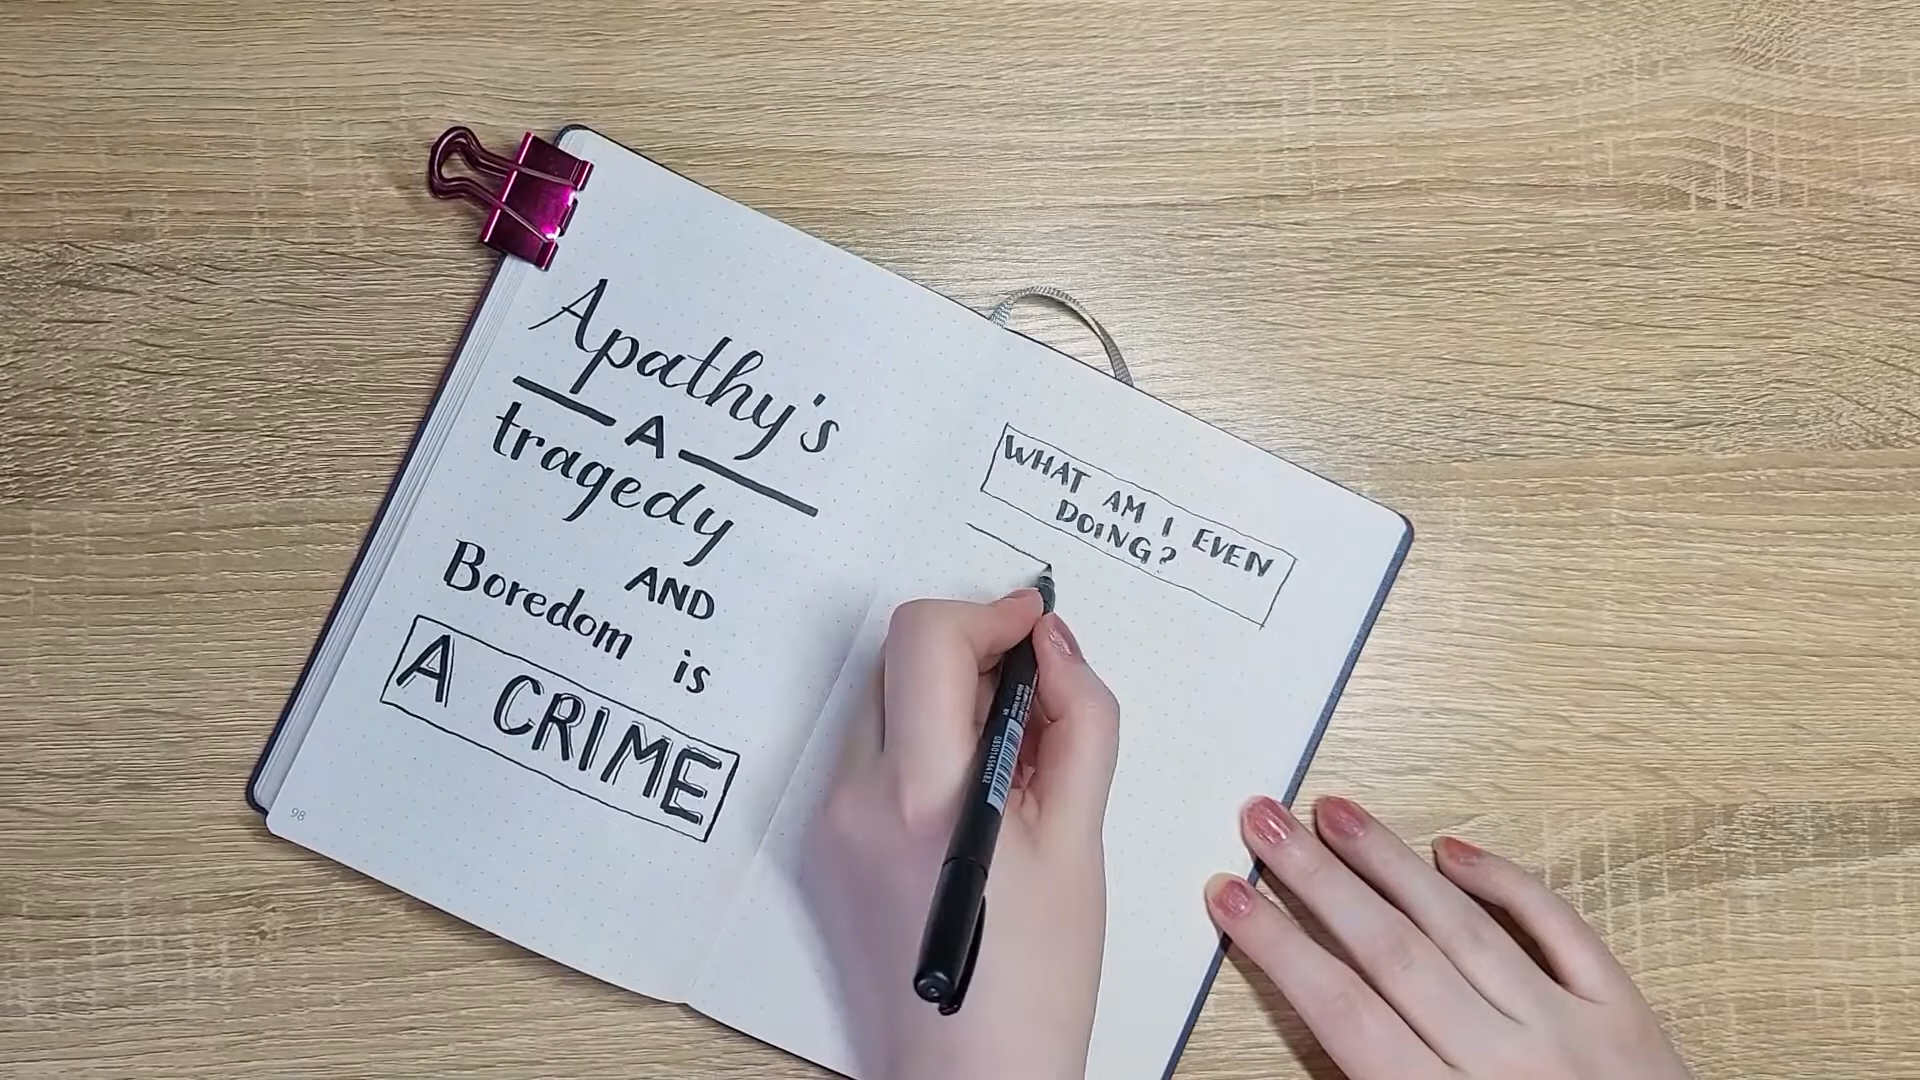 Apathy's
A
tragedy
AND
Boredom is
A CRIME
98
WHAT AM I EVEN
DOING?